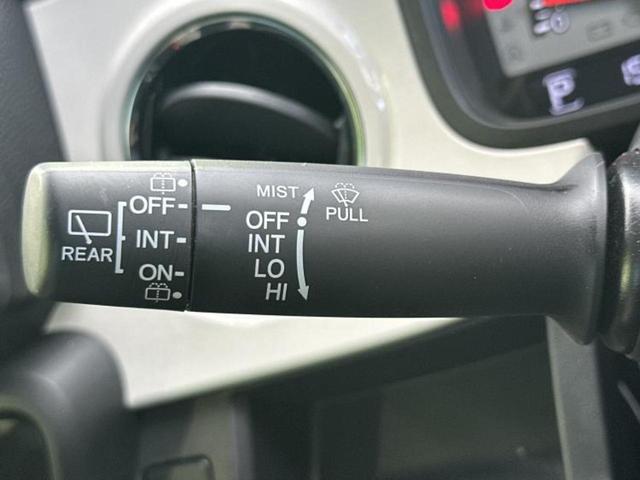 REAR
OFF
INT
ON
MIST
OFF
INT
LO
HI
PULL
P